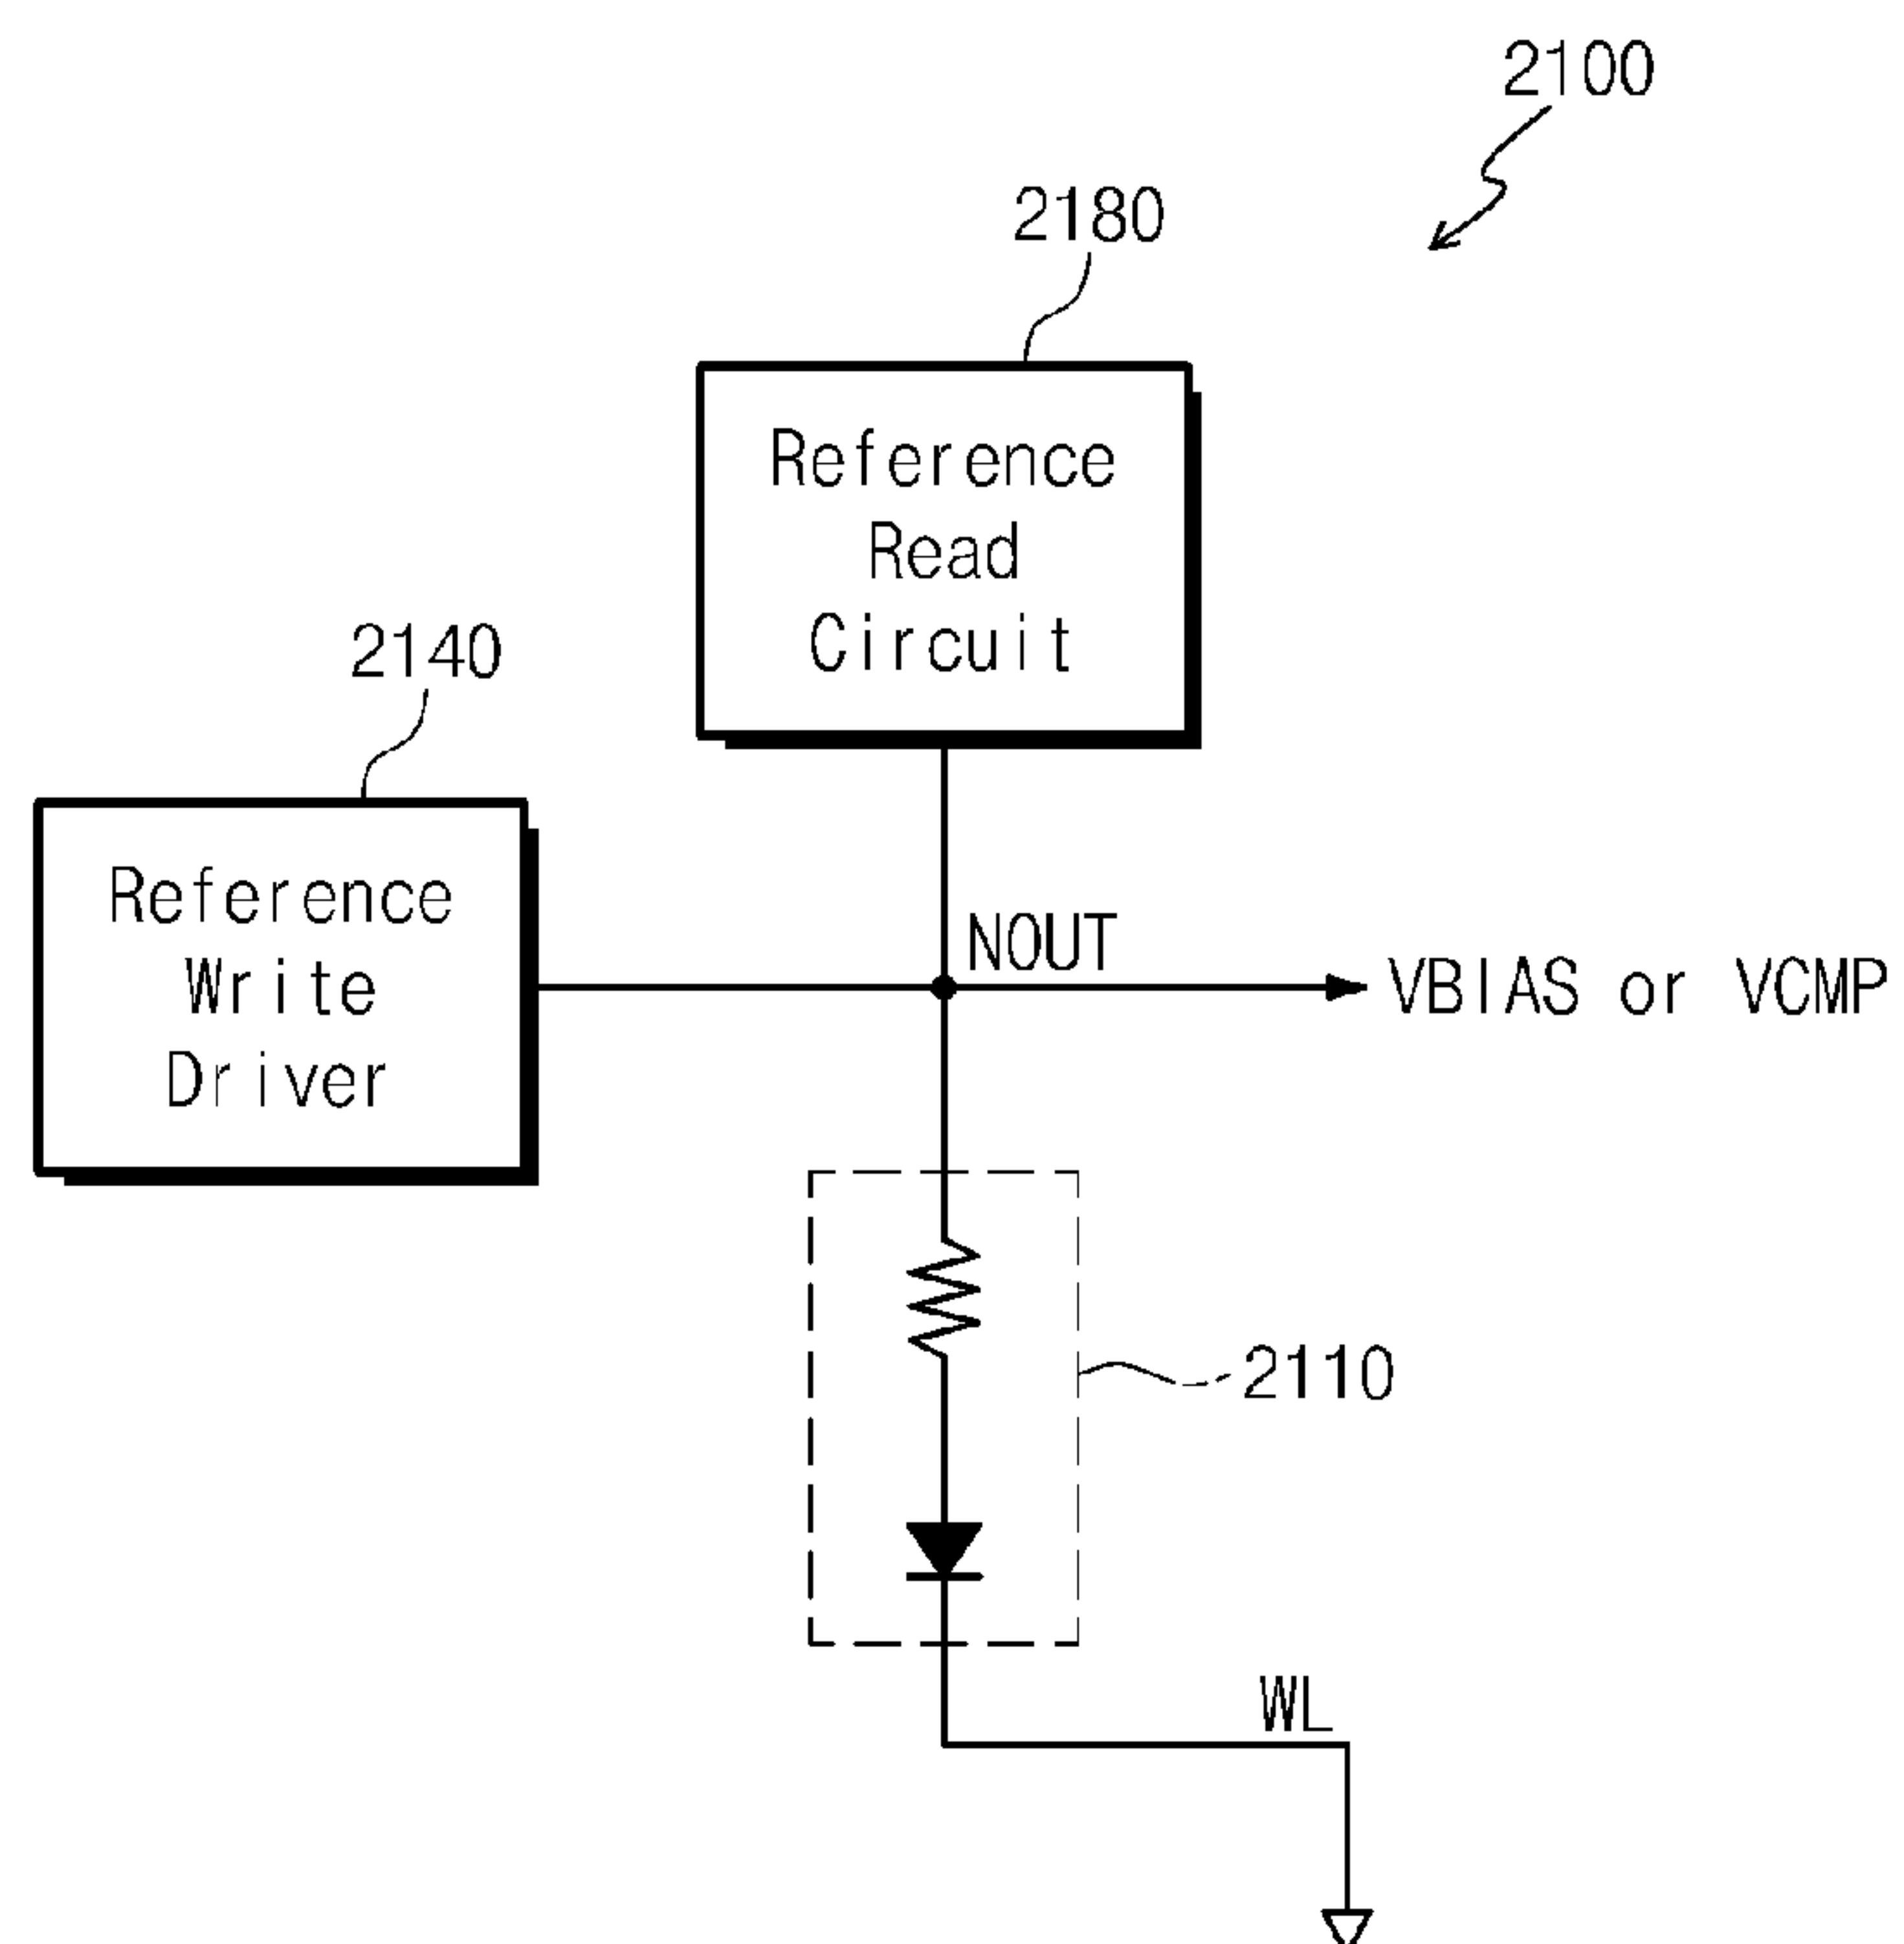 2100
2180
Reference
Read
Circuit
2140
Reference
Write
Driver
NOUT
VBIAS or VCMP
2110
WL